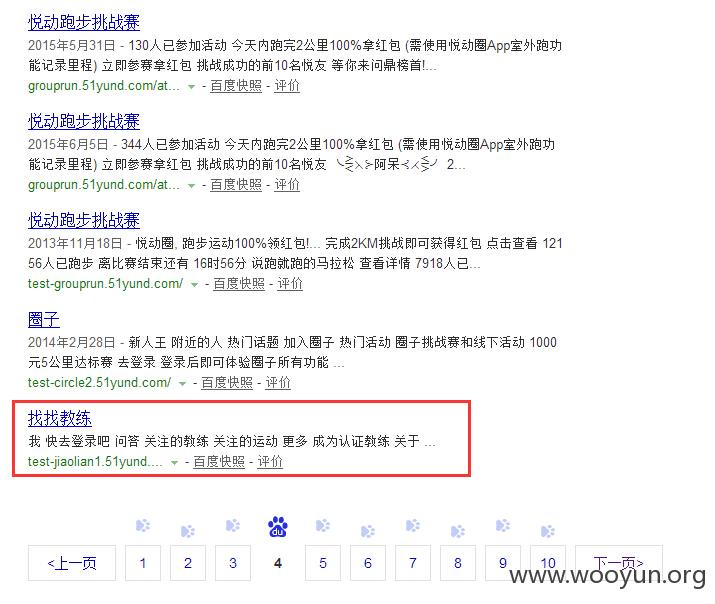 悦动跑步挑战赛
2015年5月31日 - 130人已参加活动 今天内跑完2公里100%拿红包 (需使用悦动圈App室外跑功
能记录里程) 立即参赛拿红包 挑战成功的前10名悦友 等你来问鼎榜首!...
grouprun.51yund.com/at... - 百度快照 - 评价
悦动跑步挑战赛
2015年6月5日 - 344人已参加活动 今天内跑完2公里100%拿红包 (需使用悦动圈App室外跑功
能记录里程) 立即参赛拿红包 挑战成功的前10名悦友 阿呆 2...
grouprun.51yund.com/at... - 百度快照 - 评价
悦动跑步挑战赛
2013年11月18日 - 悦动圈, 跑步运动100%领红包!... 完成2KM挑战即可获得红包 点击查看 121
56人已跑步 离比赛结束还有 16时56分 说跑就跑的马拉松 查看详情 7918人已...
test-grouprun.51yund.com/ - 百度快照 - 评价
圈子
2014年2月28日 - 新人王 附近的人 热门话题 加入圈子 热门活动 圈子挑战赛和线下活动 1000
元5公里达标赛 去登录 登录后即可体验圈子所有功能 ...
test-circle2.51yund.com/ - 百度快照 - 评价
找找教练
我 快去登录吧 问答 关注的教练 关注的运动 更多 成为认证教练 关于 ...
test-jiaolian1.51yund.... - 百度快照 - 评价
du
<上一页 1 2 3 4 5 6 7 8 9 10 下一页>
www.wooyun.org